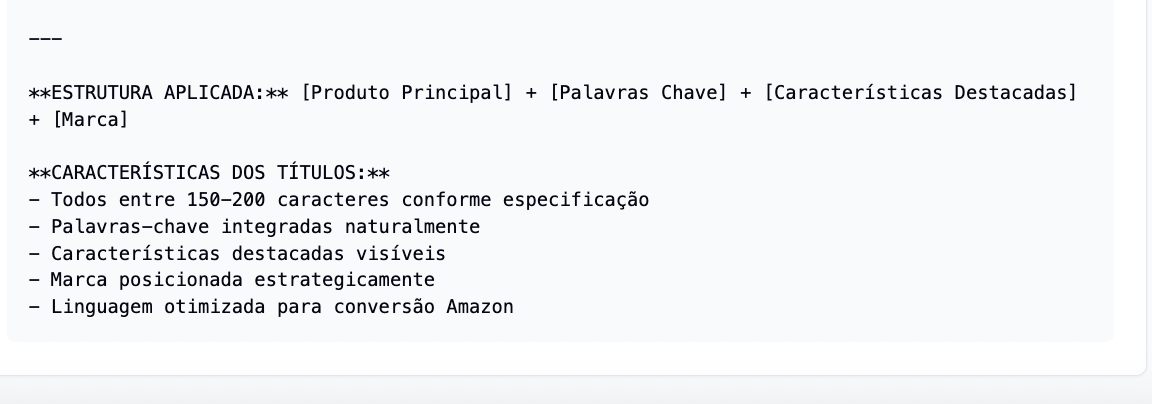 ---
**ESTRUTURA APLICADA:** [Produto Principal] + [Palavras Chave] + [Características Destacadas]
+ [Marca]
**CARACTERÍSTICAS DOS TÍTULOS:**
- Todos entre 150-200 caracteres conforme especificação
- Palavras-chave integradas naturalmente
- Características destacadas visíveis
- Marca posicionada estrategicamente
- Linguagem otimizada para conversão Amazon